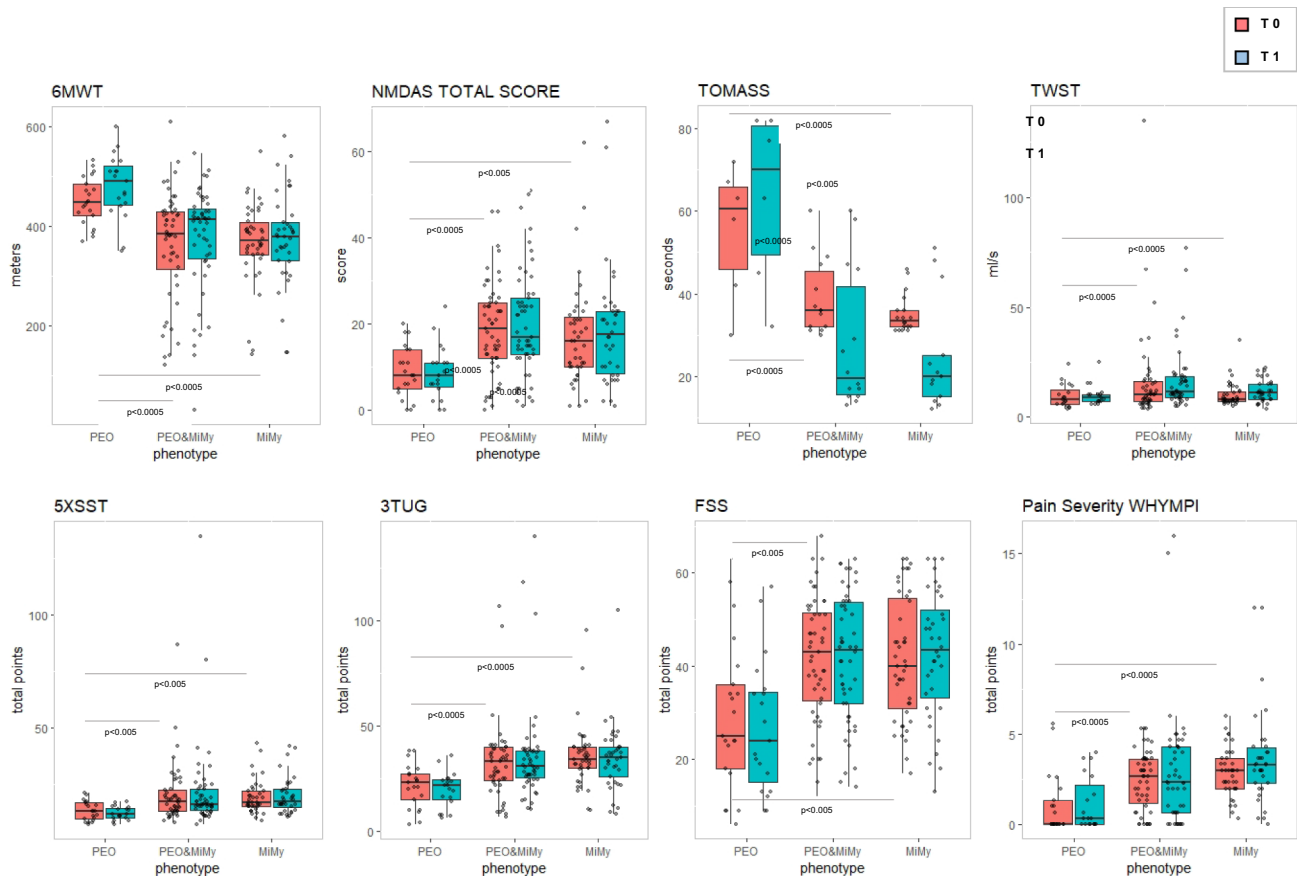 T 0
T 1
6MWT
meters
600
400
200
p<0.0005
p<0.0005
PEO
PEO&MiMy
MiMy
phenotype
NMDAS TOTAL SCORE
score
60
40
20
0
p<0.005
p<0.0005
p<0.0005
p<0.0005
PEO
PEO&MiMy
MiMy
phenotype
TOMASS
seconds
80
60
40
20
p<0.0005
p<0.005
p<0.0005
p<0.0005
PEO
PEO&MiMy
MiMy
phenotype
TWST
ml/s
T 0
T 1
100
50
0
p<0.0005
p<0.0005
PEO
PEO&MiMy
MiMy
phenotype
5XSST
total points
100
50
p<0.005
p<0.005
PEO
PEO&MiMy
MiMy
phenotype
3TUG
total points
100
50
0
p<0.0005
p<0.0005
PEO
PEO&MiMy
MiMy
phenotype
FSS
total points
60
40
20
p<0.005
p<0.005
PEO
PEO&MiMy
MiMy
phenotype
Pain Severity WHYMPI
total points
15
10
5
0
p<0.0005
p<0.0005
PEO
PEO&MiMy
MiMy
phenotype